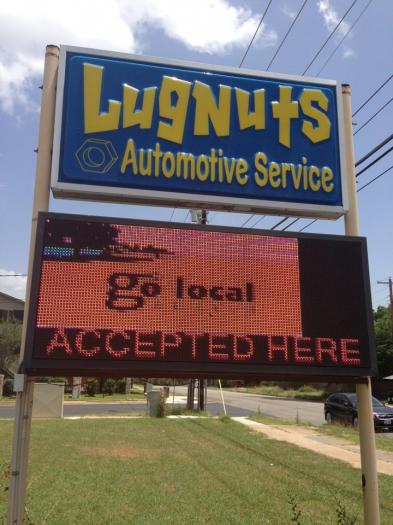 LugNuts
Automotive Service
go local
ACCEPTED HERE